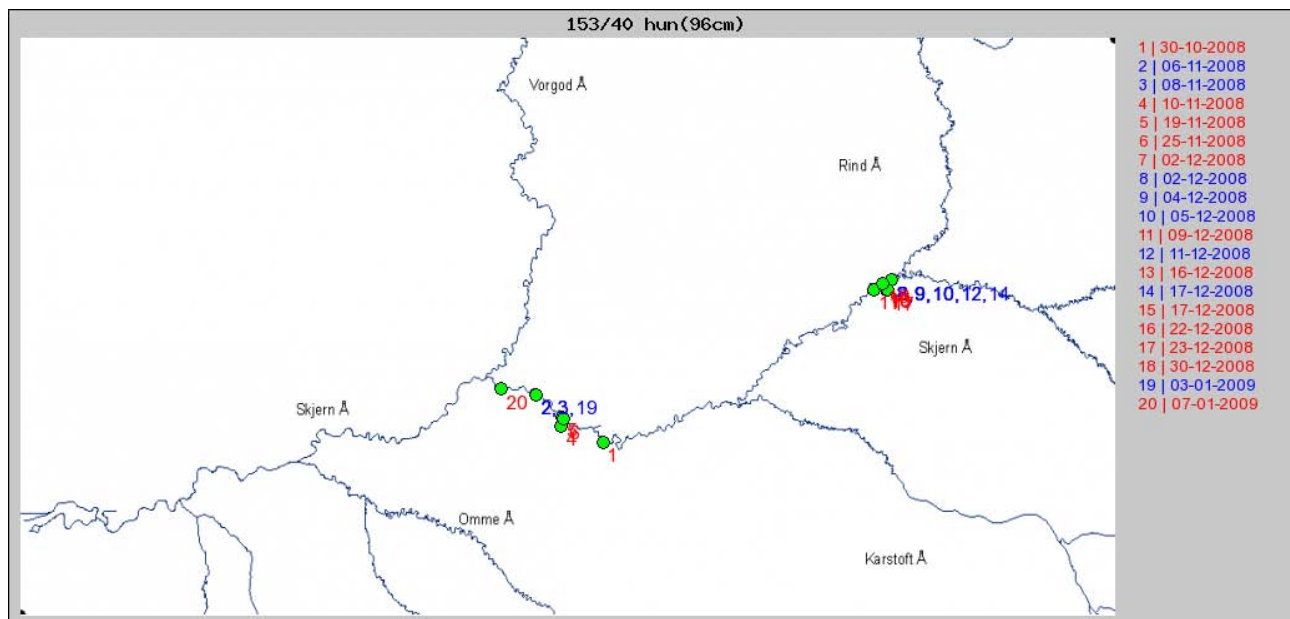 153/40 hun(96cm)
Vorgod Å
Rind Å
8, 9, 10, 12, 14
Skjern Å
20
2, 3, 19
1
Skjern Å
Omme Å
Karstoft Å
1 | 30-10-2008
2 | 06-11-2008
3 | 08-11-2008
4 | 10-11-2008
5 | 19-11-2008
6 | 25-11-2008
7 | 02-12-2008
8 | 02-12-2008
9 | 04-12-2008
10 | 05-12-2008
11 | 09-12-2008
12 | 11-12-2008
13 | 16-12-2008
14 | 17-12-2008
15 | 17-12-2008
16 | 22-12-2008
17 | 23-12-2008
18 | 30-12-2008
19 | 03-01-2009
20 | 07-01-2009